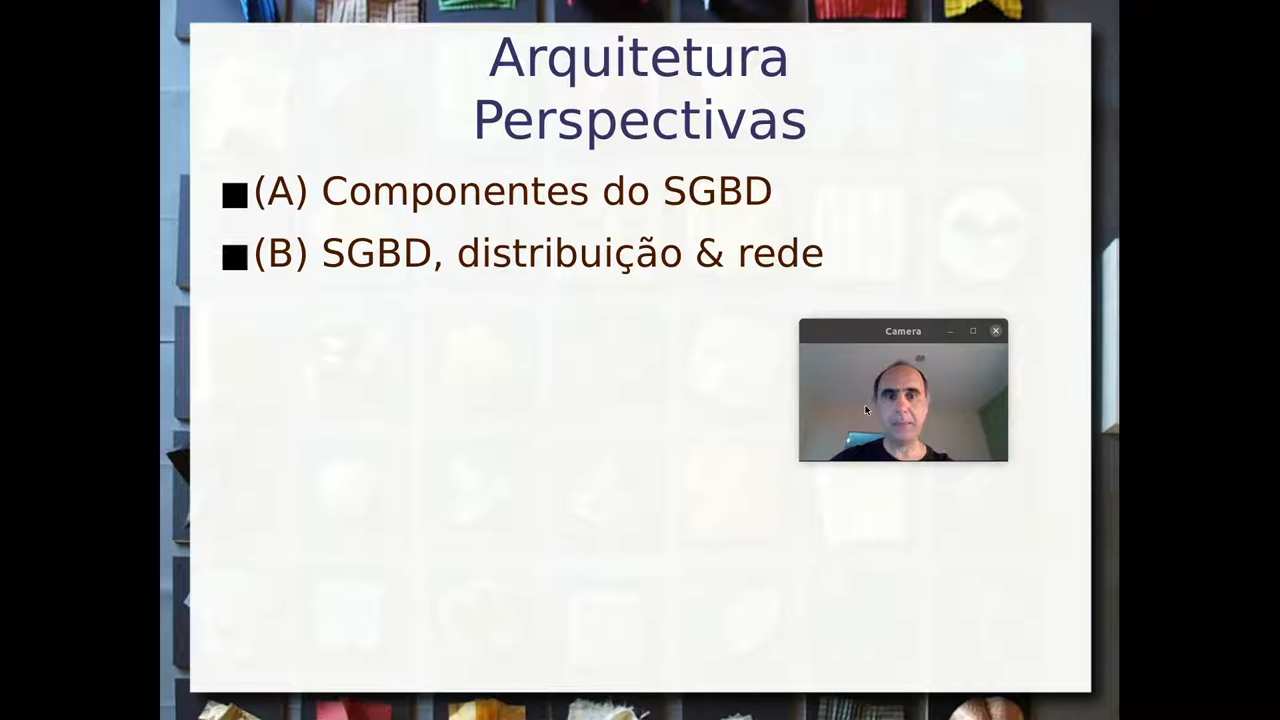 Arquitetura
Perspectivas
(A) Componentes do SGBD
(B) SGBD, distribuição & rede
Camera